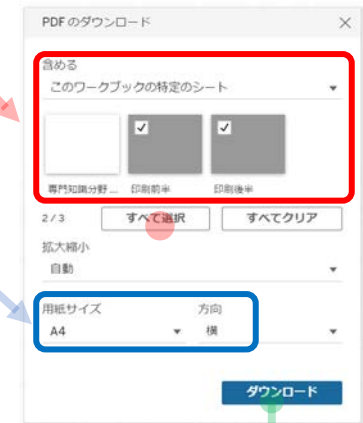 PDF のダウンロード
含める
このワークブックの特定のシート
専門知識分野 ... 印刷前半 印刷後半
2 / 3 すべて選択 すべてクリア
拡大縮小
自動
用紙サイズ 方向
A4 横
ダウンロード